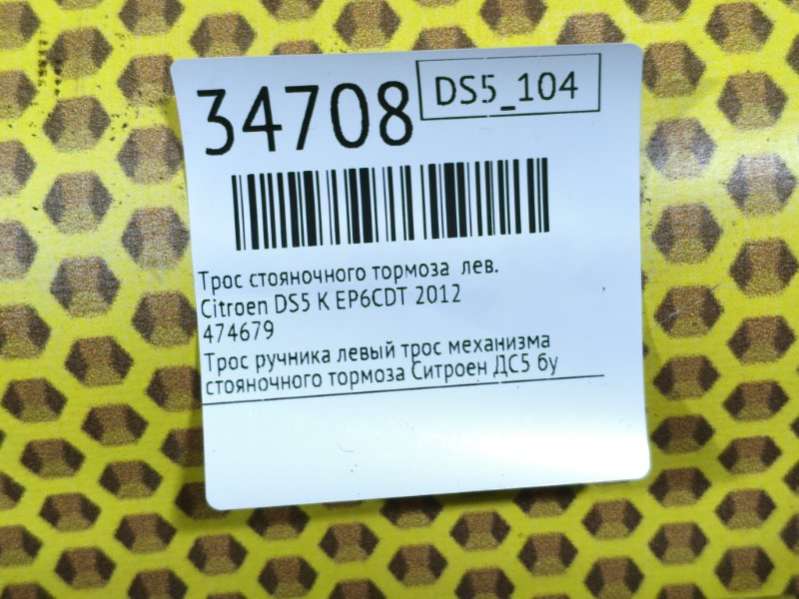 34708
DS5_104
Трос стояночного тормоза лев.
Citroen DS5 K EP6CDT 2012
474679
Трос ручника левый трос механизма
стояночного тормоза Ситроен ДС5 бу